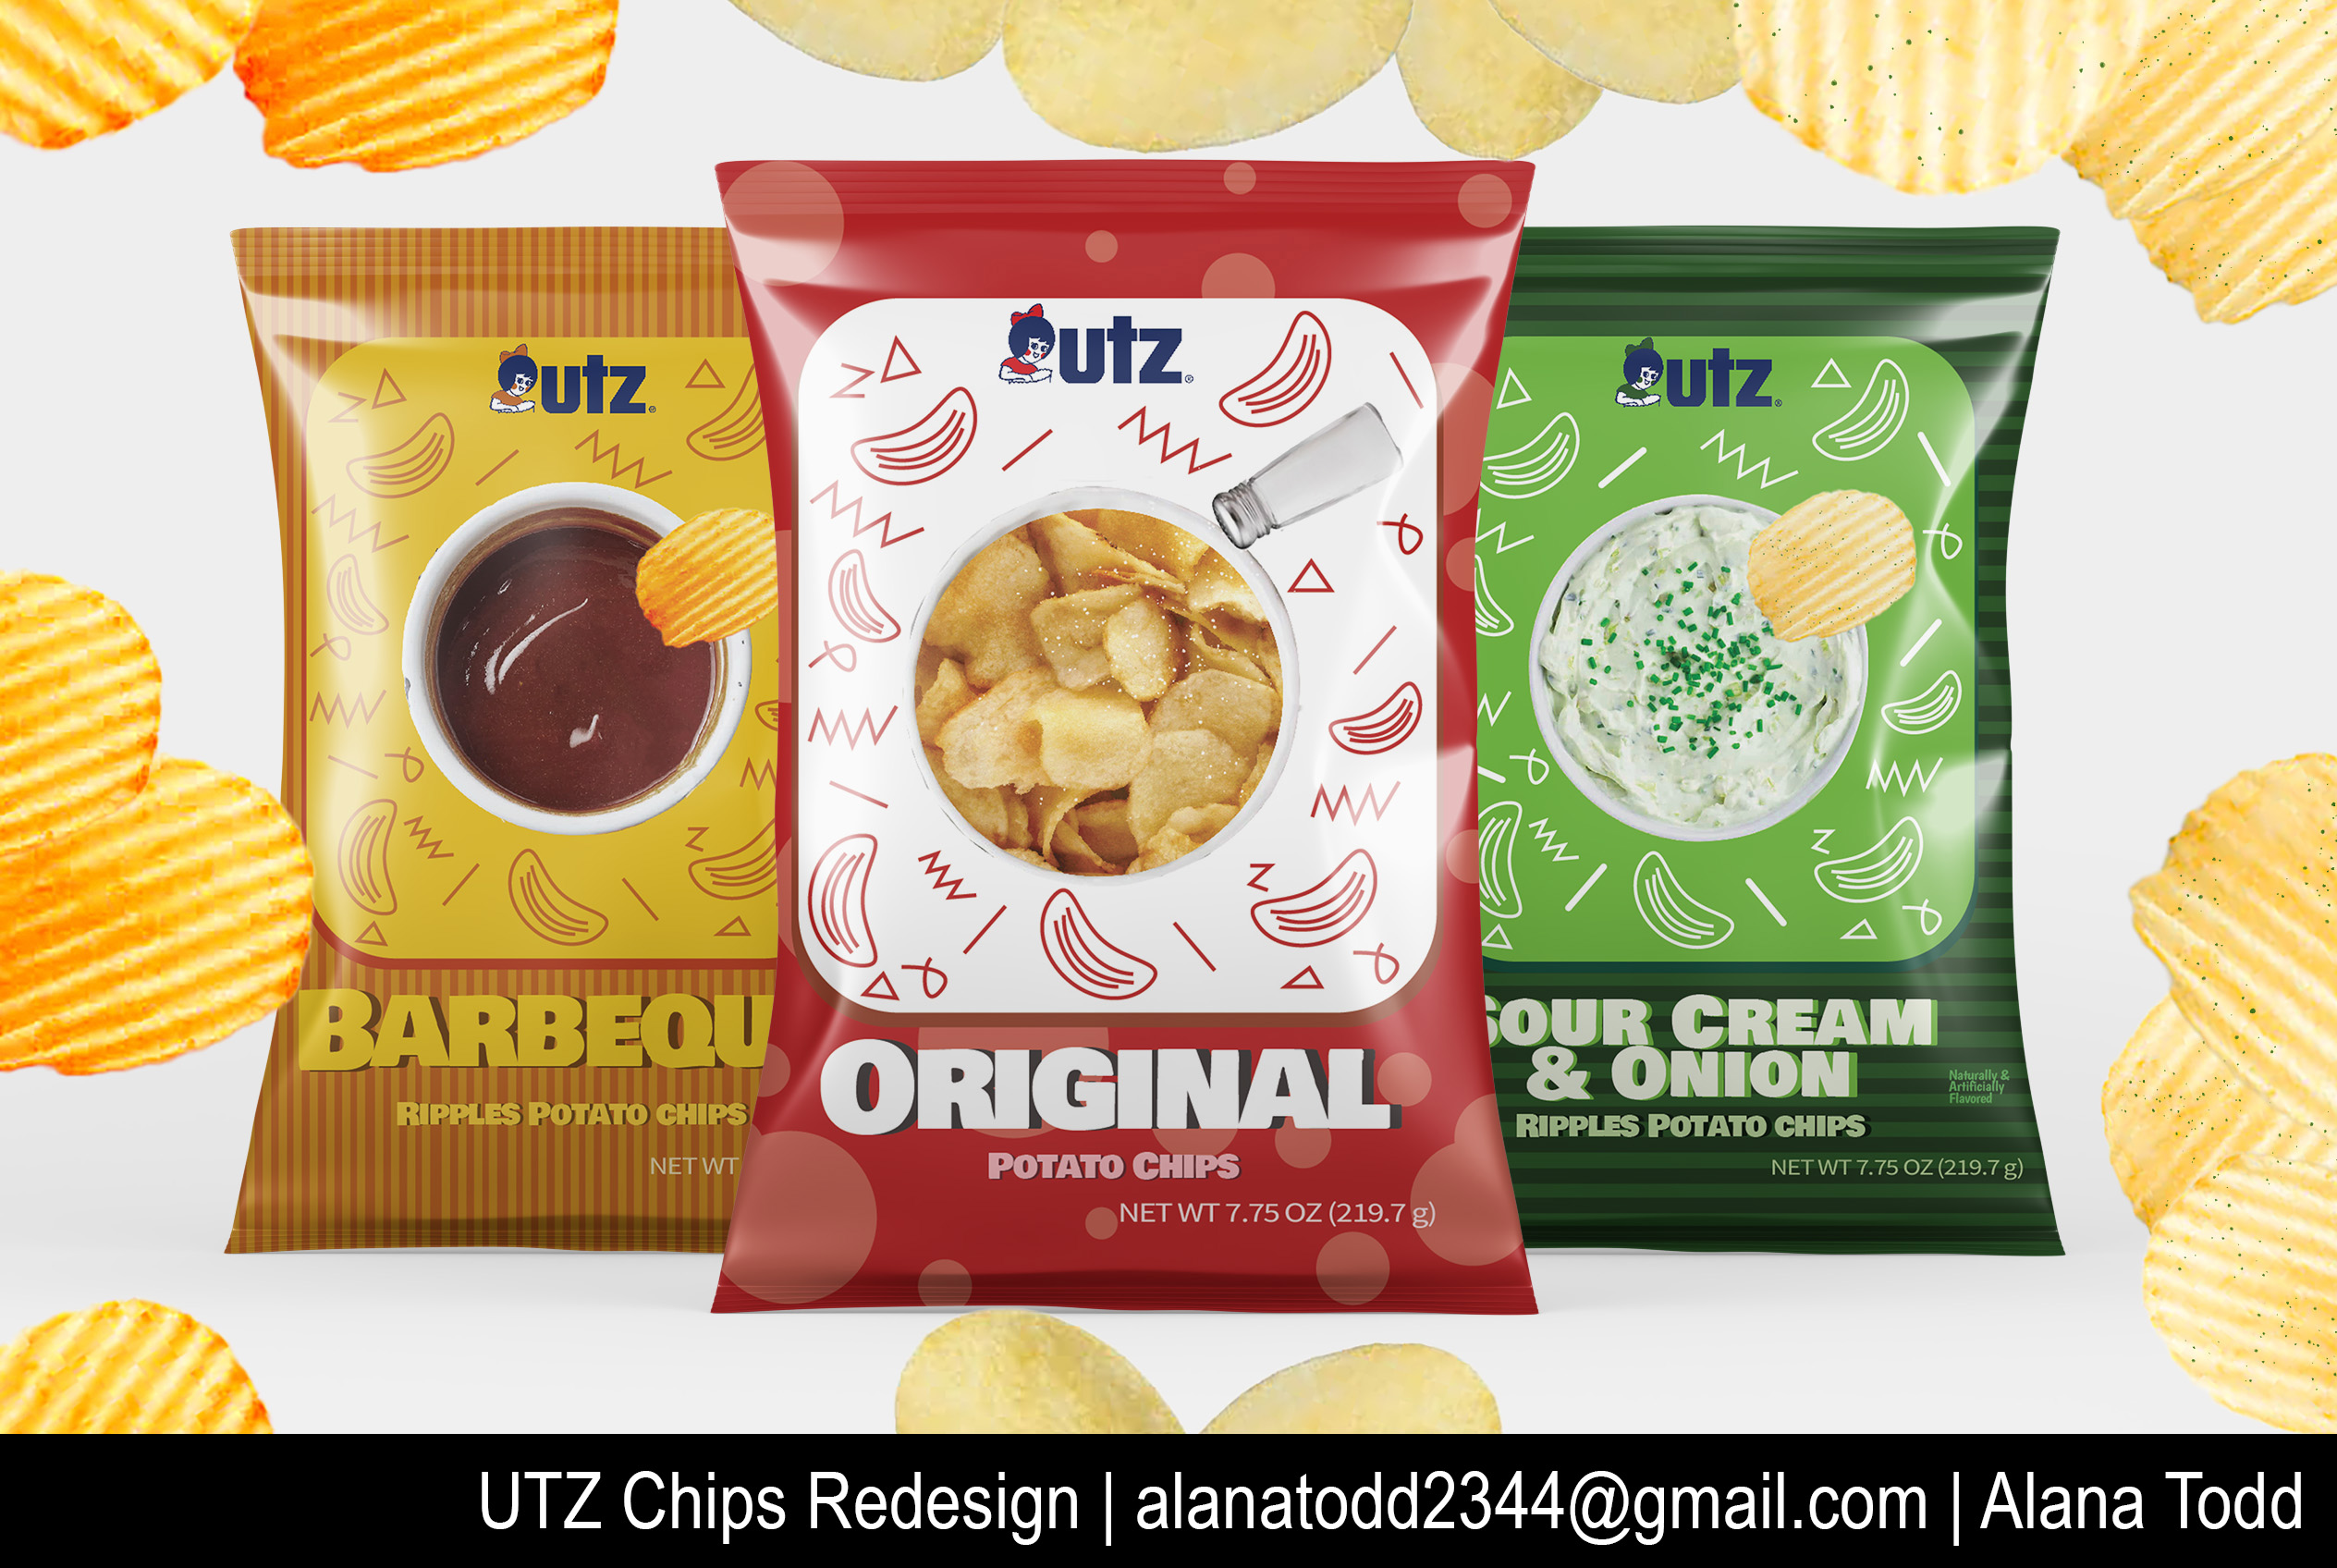 utz
BARBEQU
RIPPLES POTATO CHIPS
NET WT
utz®
ORIGINAL
POTATO CHIPS
NET WT 7.75 OZ (219.7 g)
utz
SOUR CREAM
& ONION
Naturally &
Artificially
Flavored
RIPPLES POTATO CHIPS
NET WT 7.75 OZ (219.7 g)
UTZ Chips Redesign | alanatodd2344@gmail.com | Alana Todd